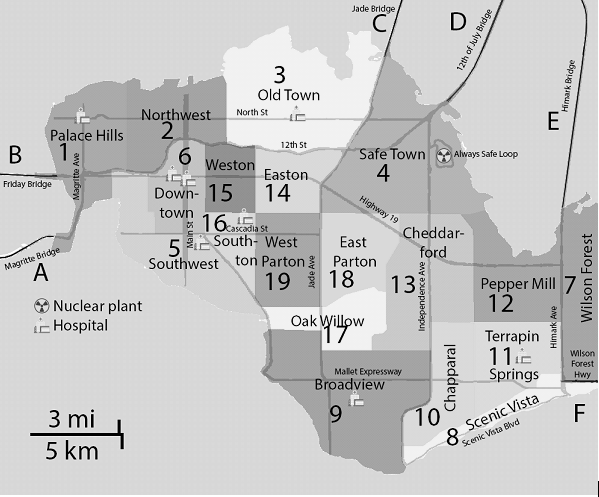 Jade Bridge
C
D
12th of July Bridge
Himark Bridge
3
Old Town
North St
Northwest
2
Palace Hills
1
E
12th St
6
B
Friday Bridge
Magritte Ave
Weston
15
Easton
14
Safe Town
4
Always Safe Loop
Down-
town
16
Cascadia St
Highway 19
Main St
5
Southwest
South-
ton
West
Parton
19
Jade Ave
East
Parton
18
Cheddar-
ford
13
Independence Ave
Magritte Bridge
A
Pepper Mill
12
7
Wilson Forest
Nuclear plant
Hospital
Oak Willow
17
Himark Ave
Terrapin
11
Springs
Wilson
Forest
Hwy
Mallet Expressway
Broadview
9
Chapparal
10
Scenic Vista
8
Scenic Vista Blvd
F
3 mi
5 km